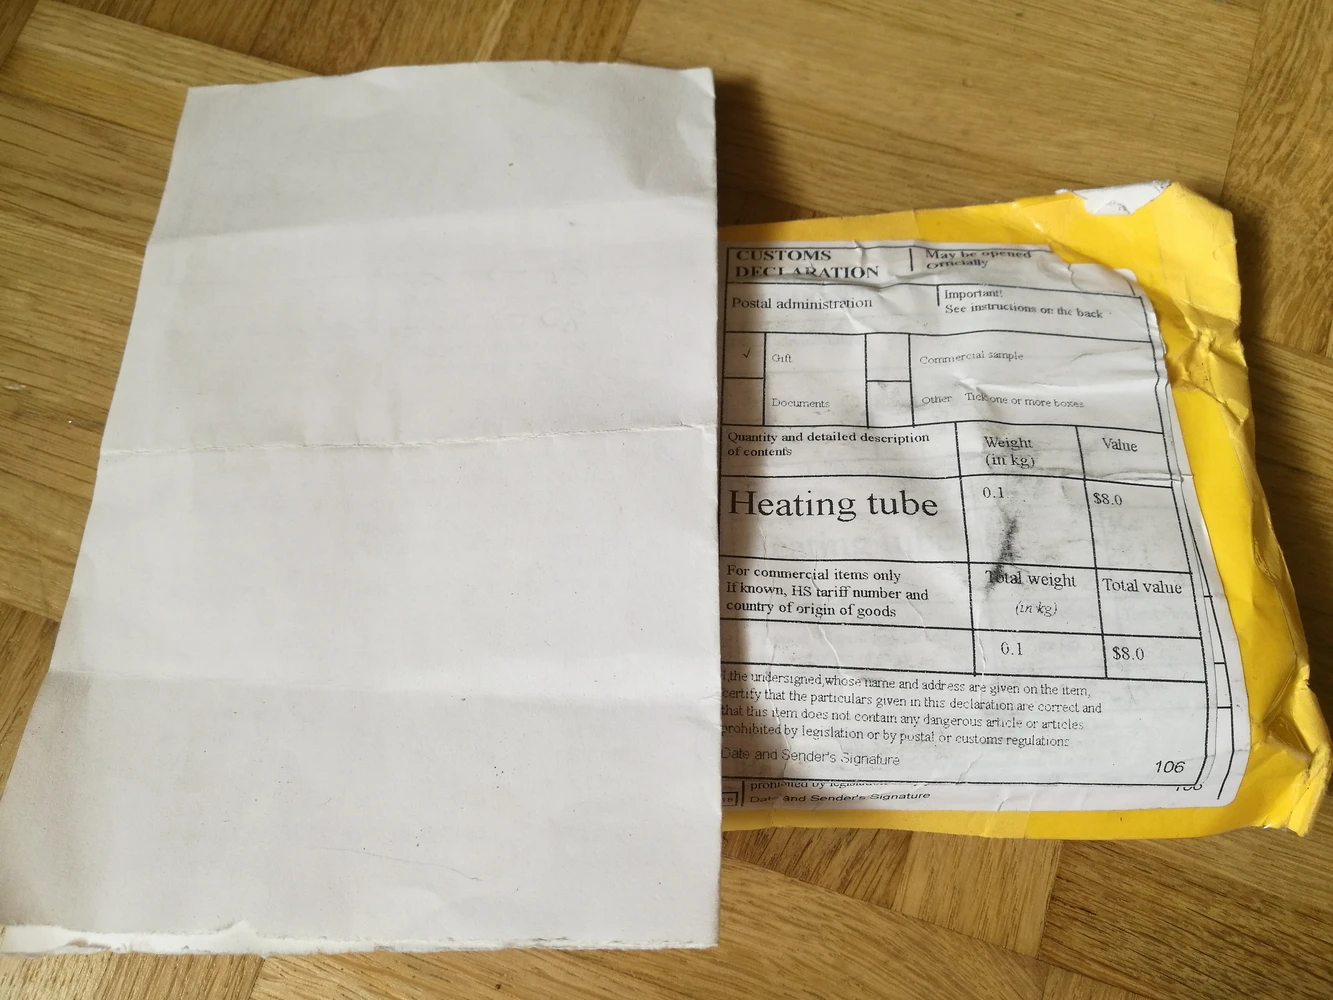 CUSTOMS
DECLARATION
May be opened
Officially
Postal administration
Important!
See instructions on the back
✓ Gift
Commercial sample
Documents
Other Tick one or more boxes
Quantity and detailed description
of contents
Weight
(in kg)
Value
Heating tube
0.1
$8.0
For commercial items only
If known, HS tariff number and
country of origin of goods
Total weight
(in kg)
Total value
0.1
$8.0
I,the undersigned,whose name and address are given on the item,
certify that the particulars given in this declaration are correct and
that this item does not contain any dangerous article or articles
prohibited by legislation or by postal or customs regulations
Date and Sender's Signature
106
prohibited by
Date and Sender's Signature
106